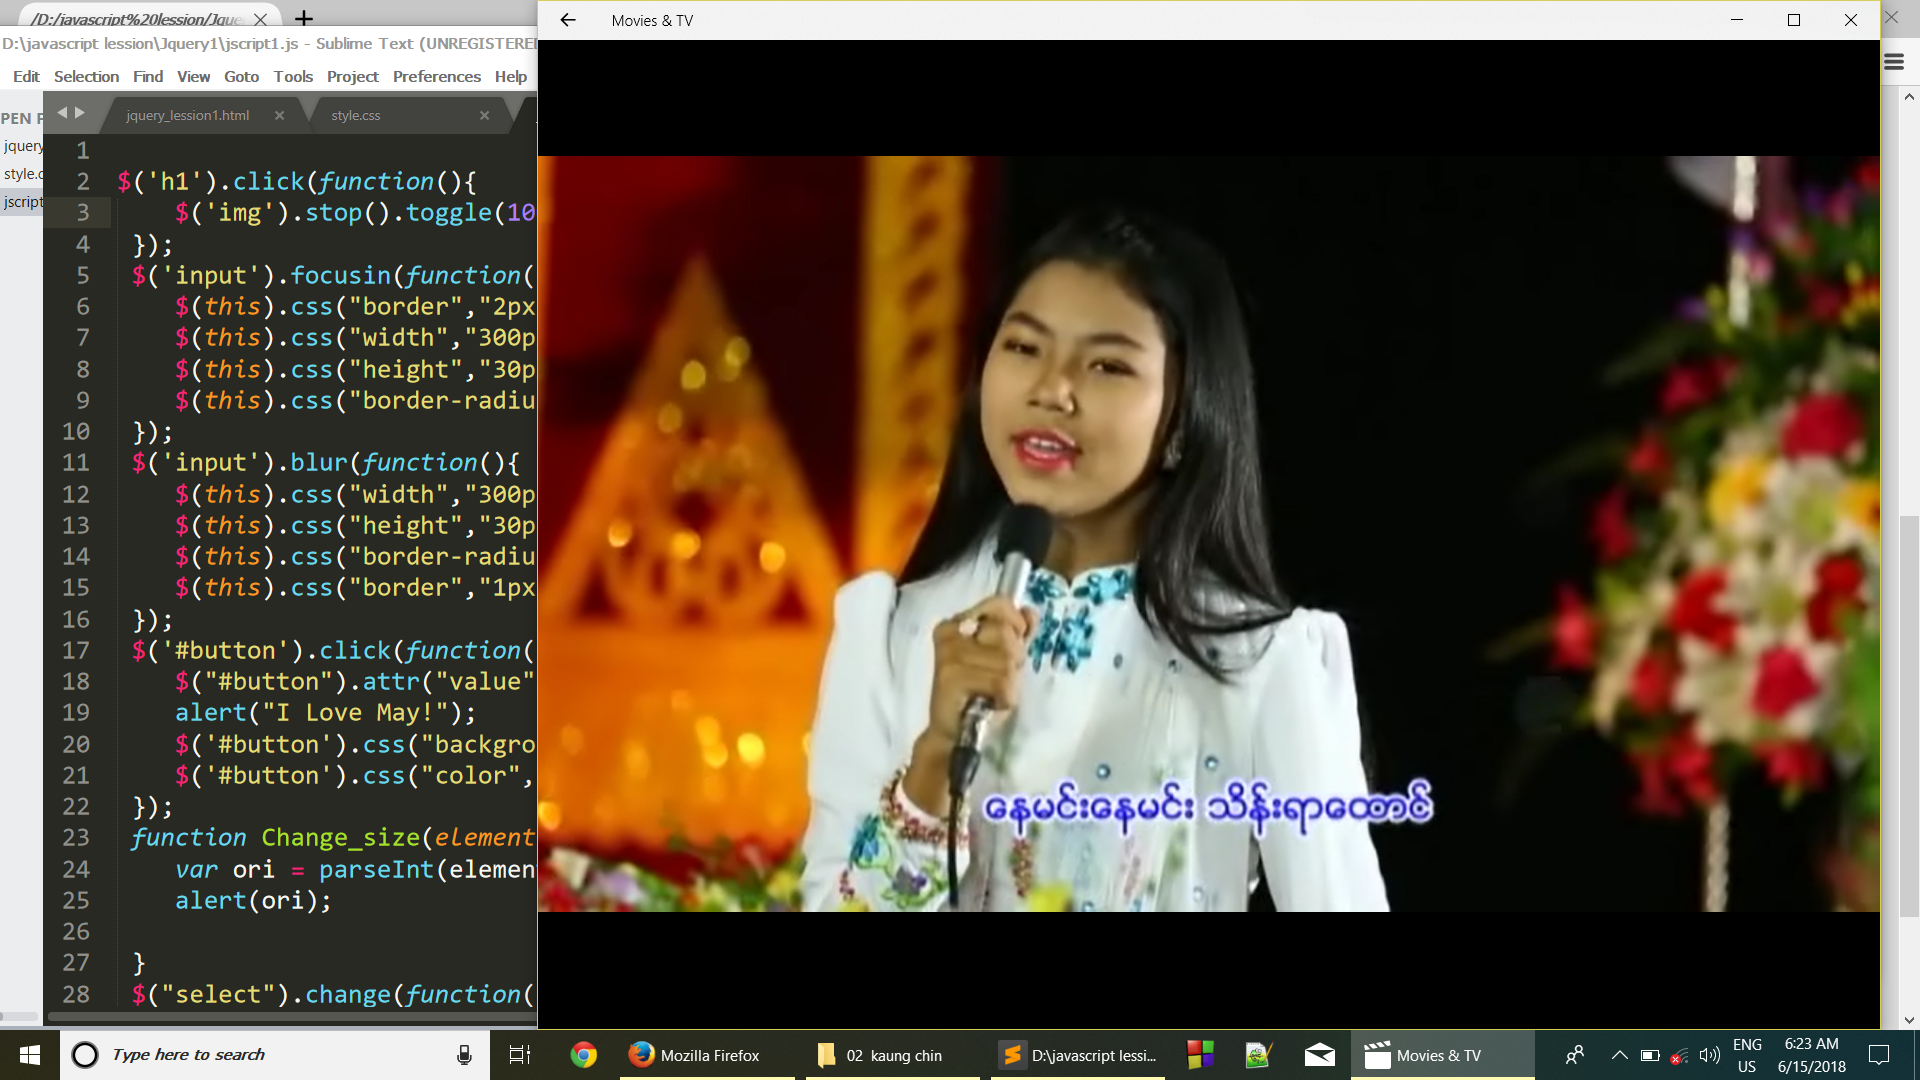 /D:/javascript%20lession/Jque
D:\javascript lession\Jquery1\jscript1.js - Sublime Text (UNREGISTERED
Edit Selection Find View Goto Tools Project Preferences Help
PEN F
jquery
style.c
jscript
jquery_lession1.html
style.css
1
2 $('h1').click(function(){
3 $('img').stop().toggle(10
4 });
5 $('input').focusin(function(
6 $(this).css("border","2px
7 $(this).css("width","300p
8 $(this).css("height","30p
9 $(this).css("border-radiu
10 });
11 $('input').blur(function(){
12 $(this).css("width","300p
13 $(this).css("height","30p
14 $(this).css("border-radiu
15 $(this).css("border","1px
16 });
17 $('#button').click(function(
18 $("#button").attr("value"
19 alert("I Love May!");
20 $('#button').css("backgro
21 $('#button').css("color",
22 });
23 function Change_size(element
24 var ori = parseInt(elemen
25 alert(ori);
26
27 }
28 $("select").change(function(
Movies & TV
နေမင်းနေမင်း သိန်းရာထောင်
Type here to search
Mozilla Firefox
02 kaung chin
D:\javascript lessi...
Movies & TV
ENG
US
6:23 AM
6/15/2018